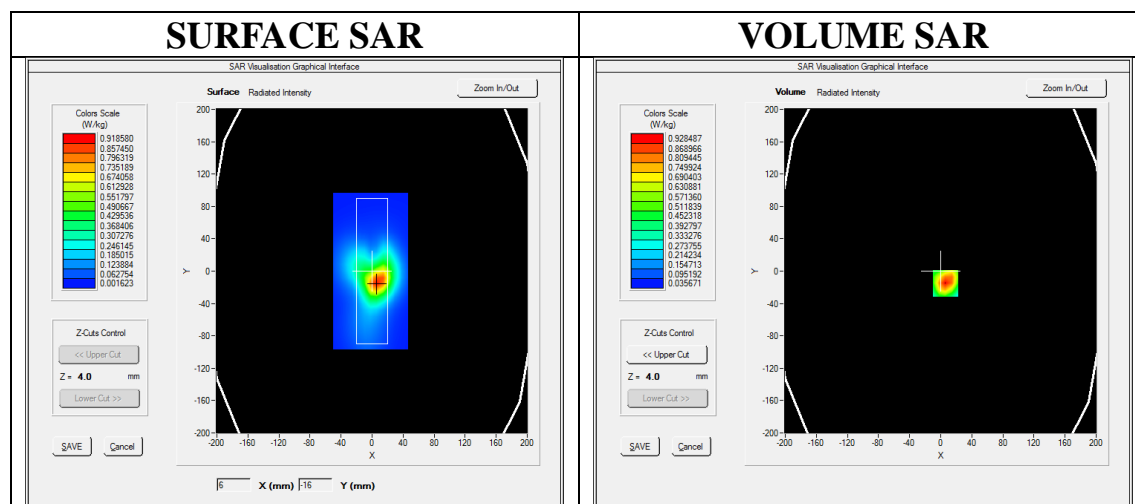 SURFACE SAR
VOLUME SAR
SAR Visualisation Graphical Interface
Surface Radiated Intensity
Zoom In/Out
Colors Scale
(W/kg)
0.918580
0.857450
0.796319
0.735189
0.674058
0.612928
0.551797
0.490667
0.429536
0.368406
0.307276
0.246145
0.185015
0.123884
0.062754
0.001623
Z-Cuts Control
<< Upper Cut
Z = 4.0 mm
Lower Cut >>
SAVE Cancel
200
160
120
80
40
0
-40
-80
-120
-160
-200
Y
-200 -160 -120 -80 -40 0 40 80 120 160 200
X
6 X (mm) -16 Y (mm)
SAR Visualisation Graphical Interface
Volume Radiated Intensity
Zoom In/Out
Colors Scale
(W/kg)
0.928487
0.868966
0.809445
0.749924
0.690403
0.630881
0.571360
0.511839
0.452318
0.392797
0.333276
0.273755
0.214234
0.154713
0.095192
0.035671
Z-Cuts Control
<< Upper Cut
Z = 4.0 mm
Lower Cut >>
SAVE Cancel
200
160
120
80
40
0
-40
-80
-120
-160
-200
Y
-200 -160 -120 -80 -40 0 40 80 120 160 200
X